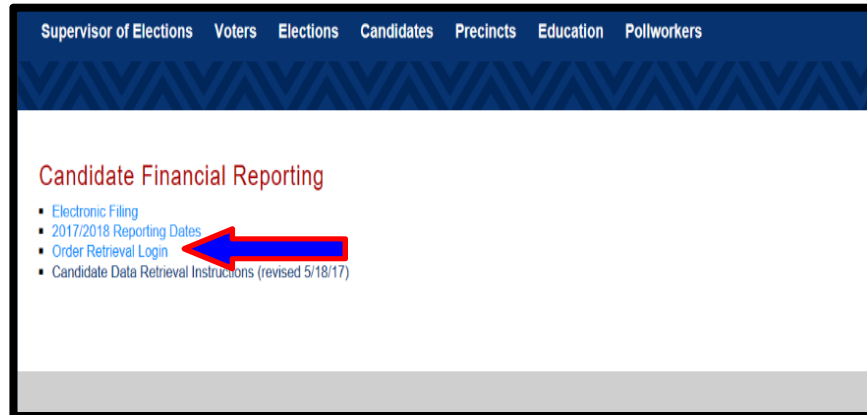 Supervisor of Elections Voters Elections Candidates Precincts Education Pollworkers
Candidate Financial Reporting
Electronic Filing
2017/2018 Reporting Dates
Order Retrieval Login
Candidate Data Retrieval Instructions (revised 5/18/17)